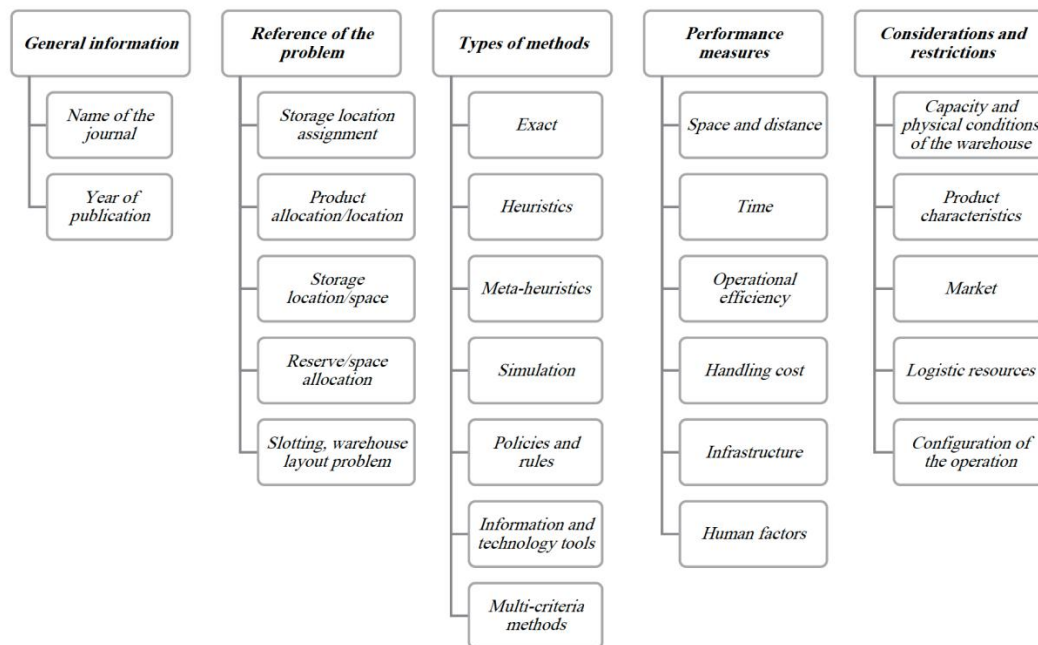 General information
Name of the
journal
Year of
publication
Reference of the
problem
Storage location
assignment
Product
allocation/location
Storage
location/space
Reserve/space
allocation
Slotting, warehouse
layout problem
Types of methods
Exact
Heuristics
Meta-heuristics
Simulation
Policies and
rules
Information and
technology tools
Multi-criteria
methods
Performance
measures
Space and distance
Time
Operational
efficiency
Handling cost
Infrastructure
Human factors
Considerations and
restrictions
Capacity and
physical conditions
of the warehouse
Product
characteristics
Market
Logistic resources
Configuration of
the operation